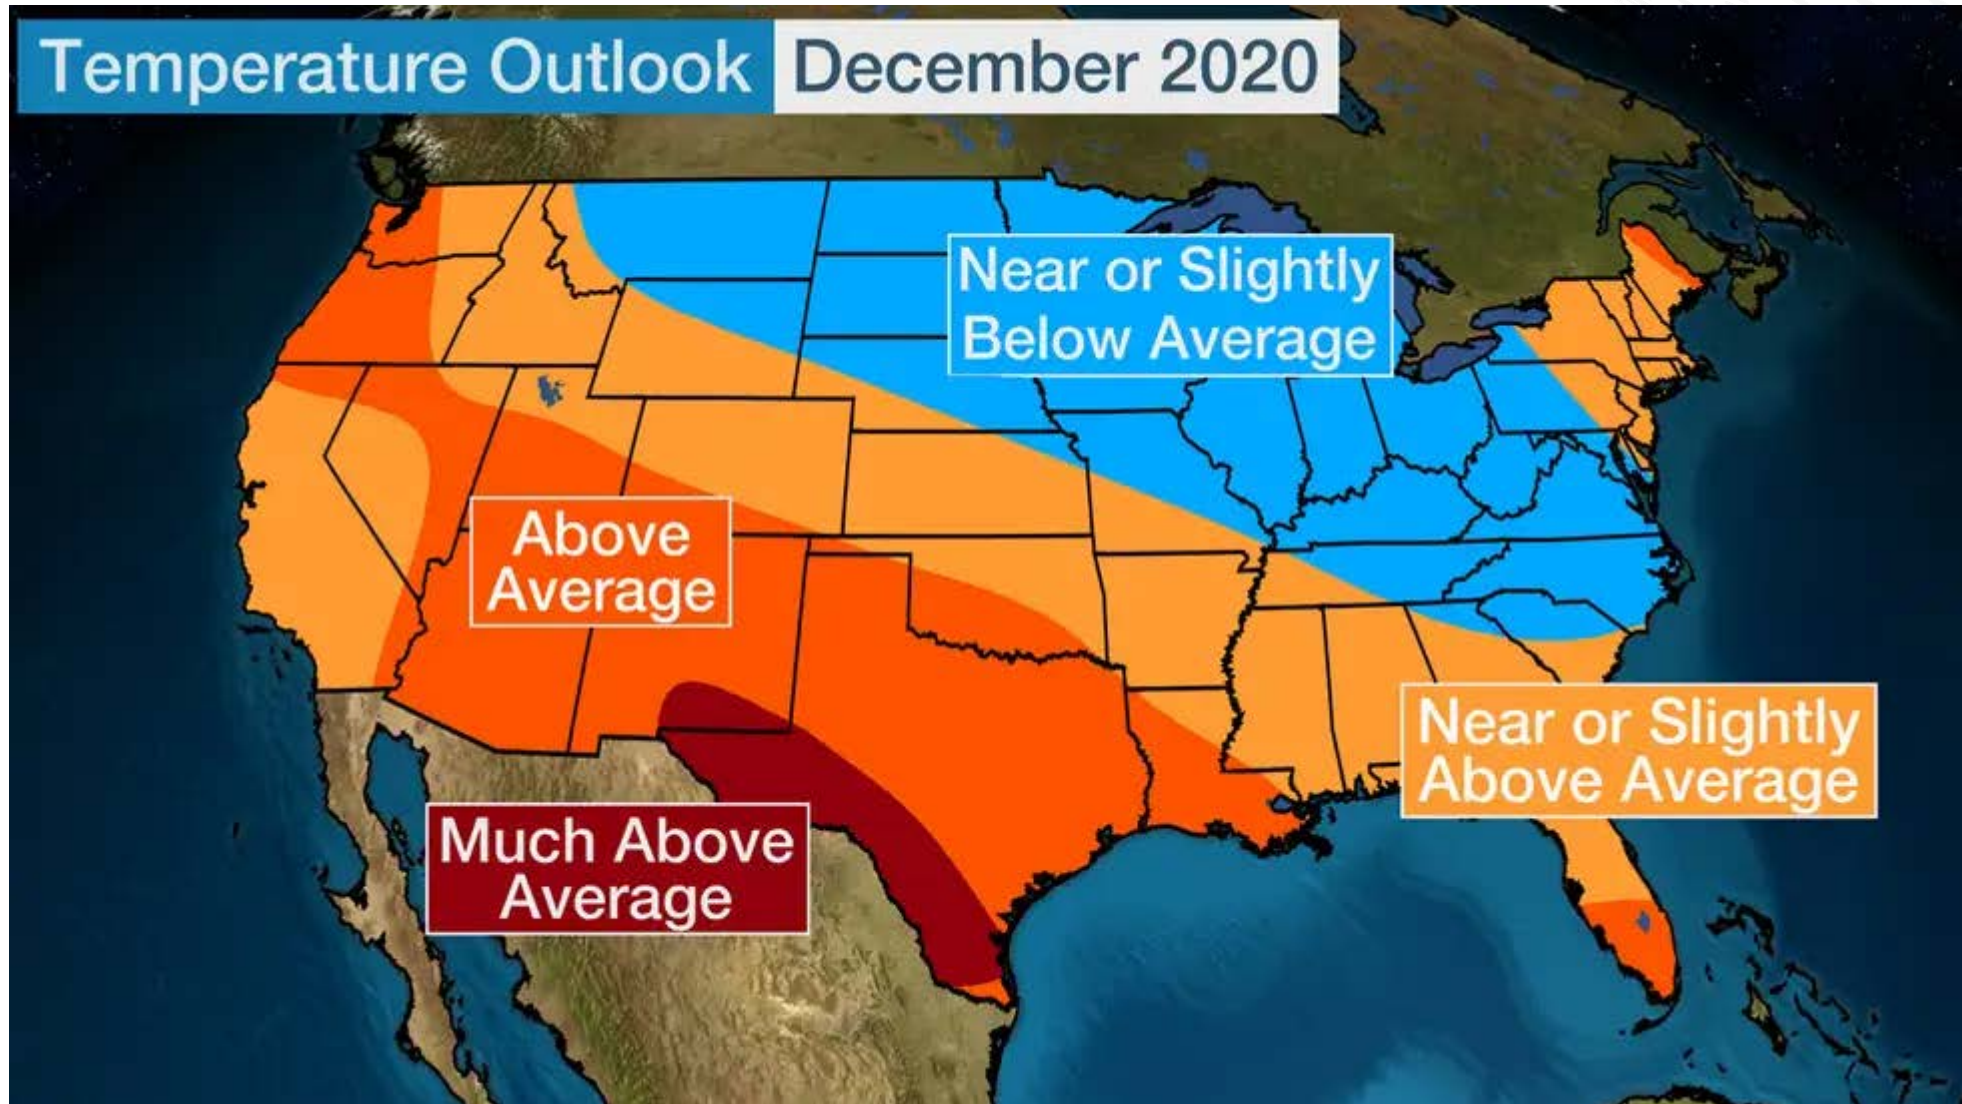 Temperature Outlook December 2020
Near or Slightly
Below Average
Above
Average
Near or Slightly
Above Average
Much Above
Average